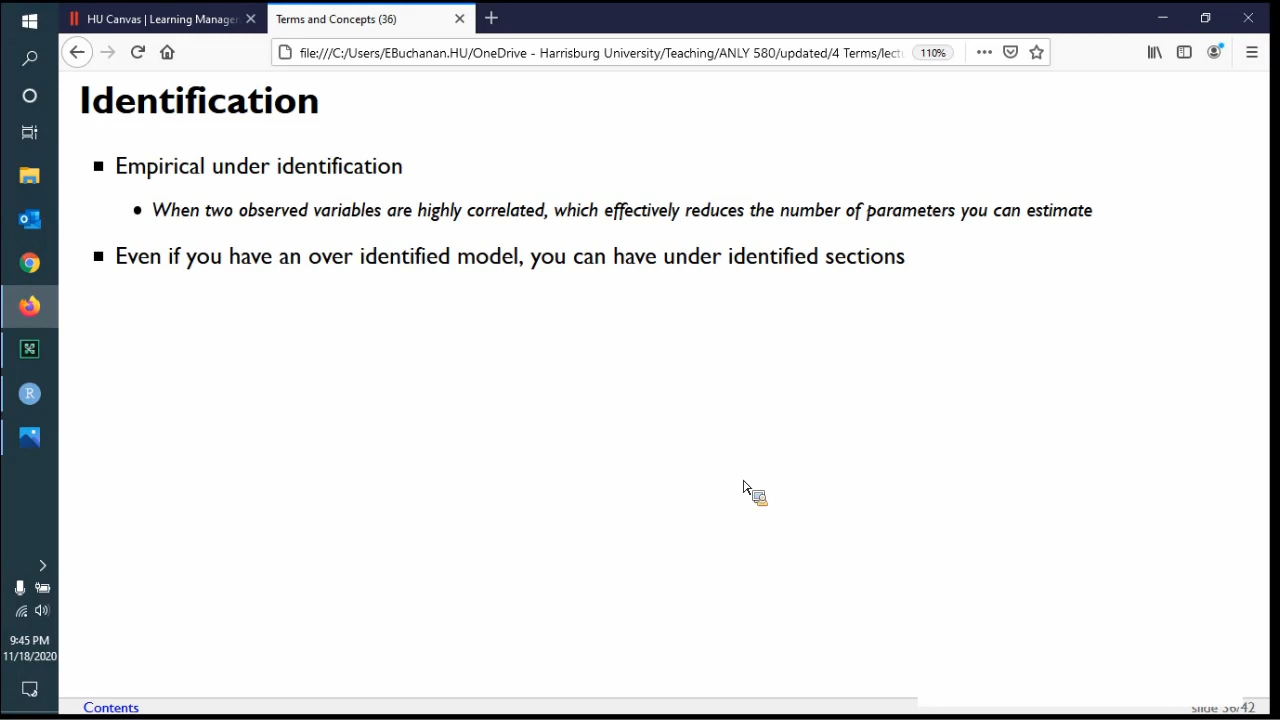 HU Canvas | Learning Manage
Terms and Concepts (36)
file:///C:/Users/EBuchanan.HU/OneDrive - Harrisburg University/Teaching/ANLY 580/updated/4 Terms/lectu
110%
Identification
Empirical under identification
When two observed variables are highly correlated, which effectively reduces the number of parameters you can estimate
Even if you have an over identified model, you can have under identified sections
R
9:45 PM
11/18/2020
Contents
slide 36/42